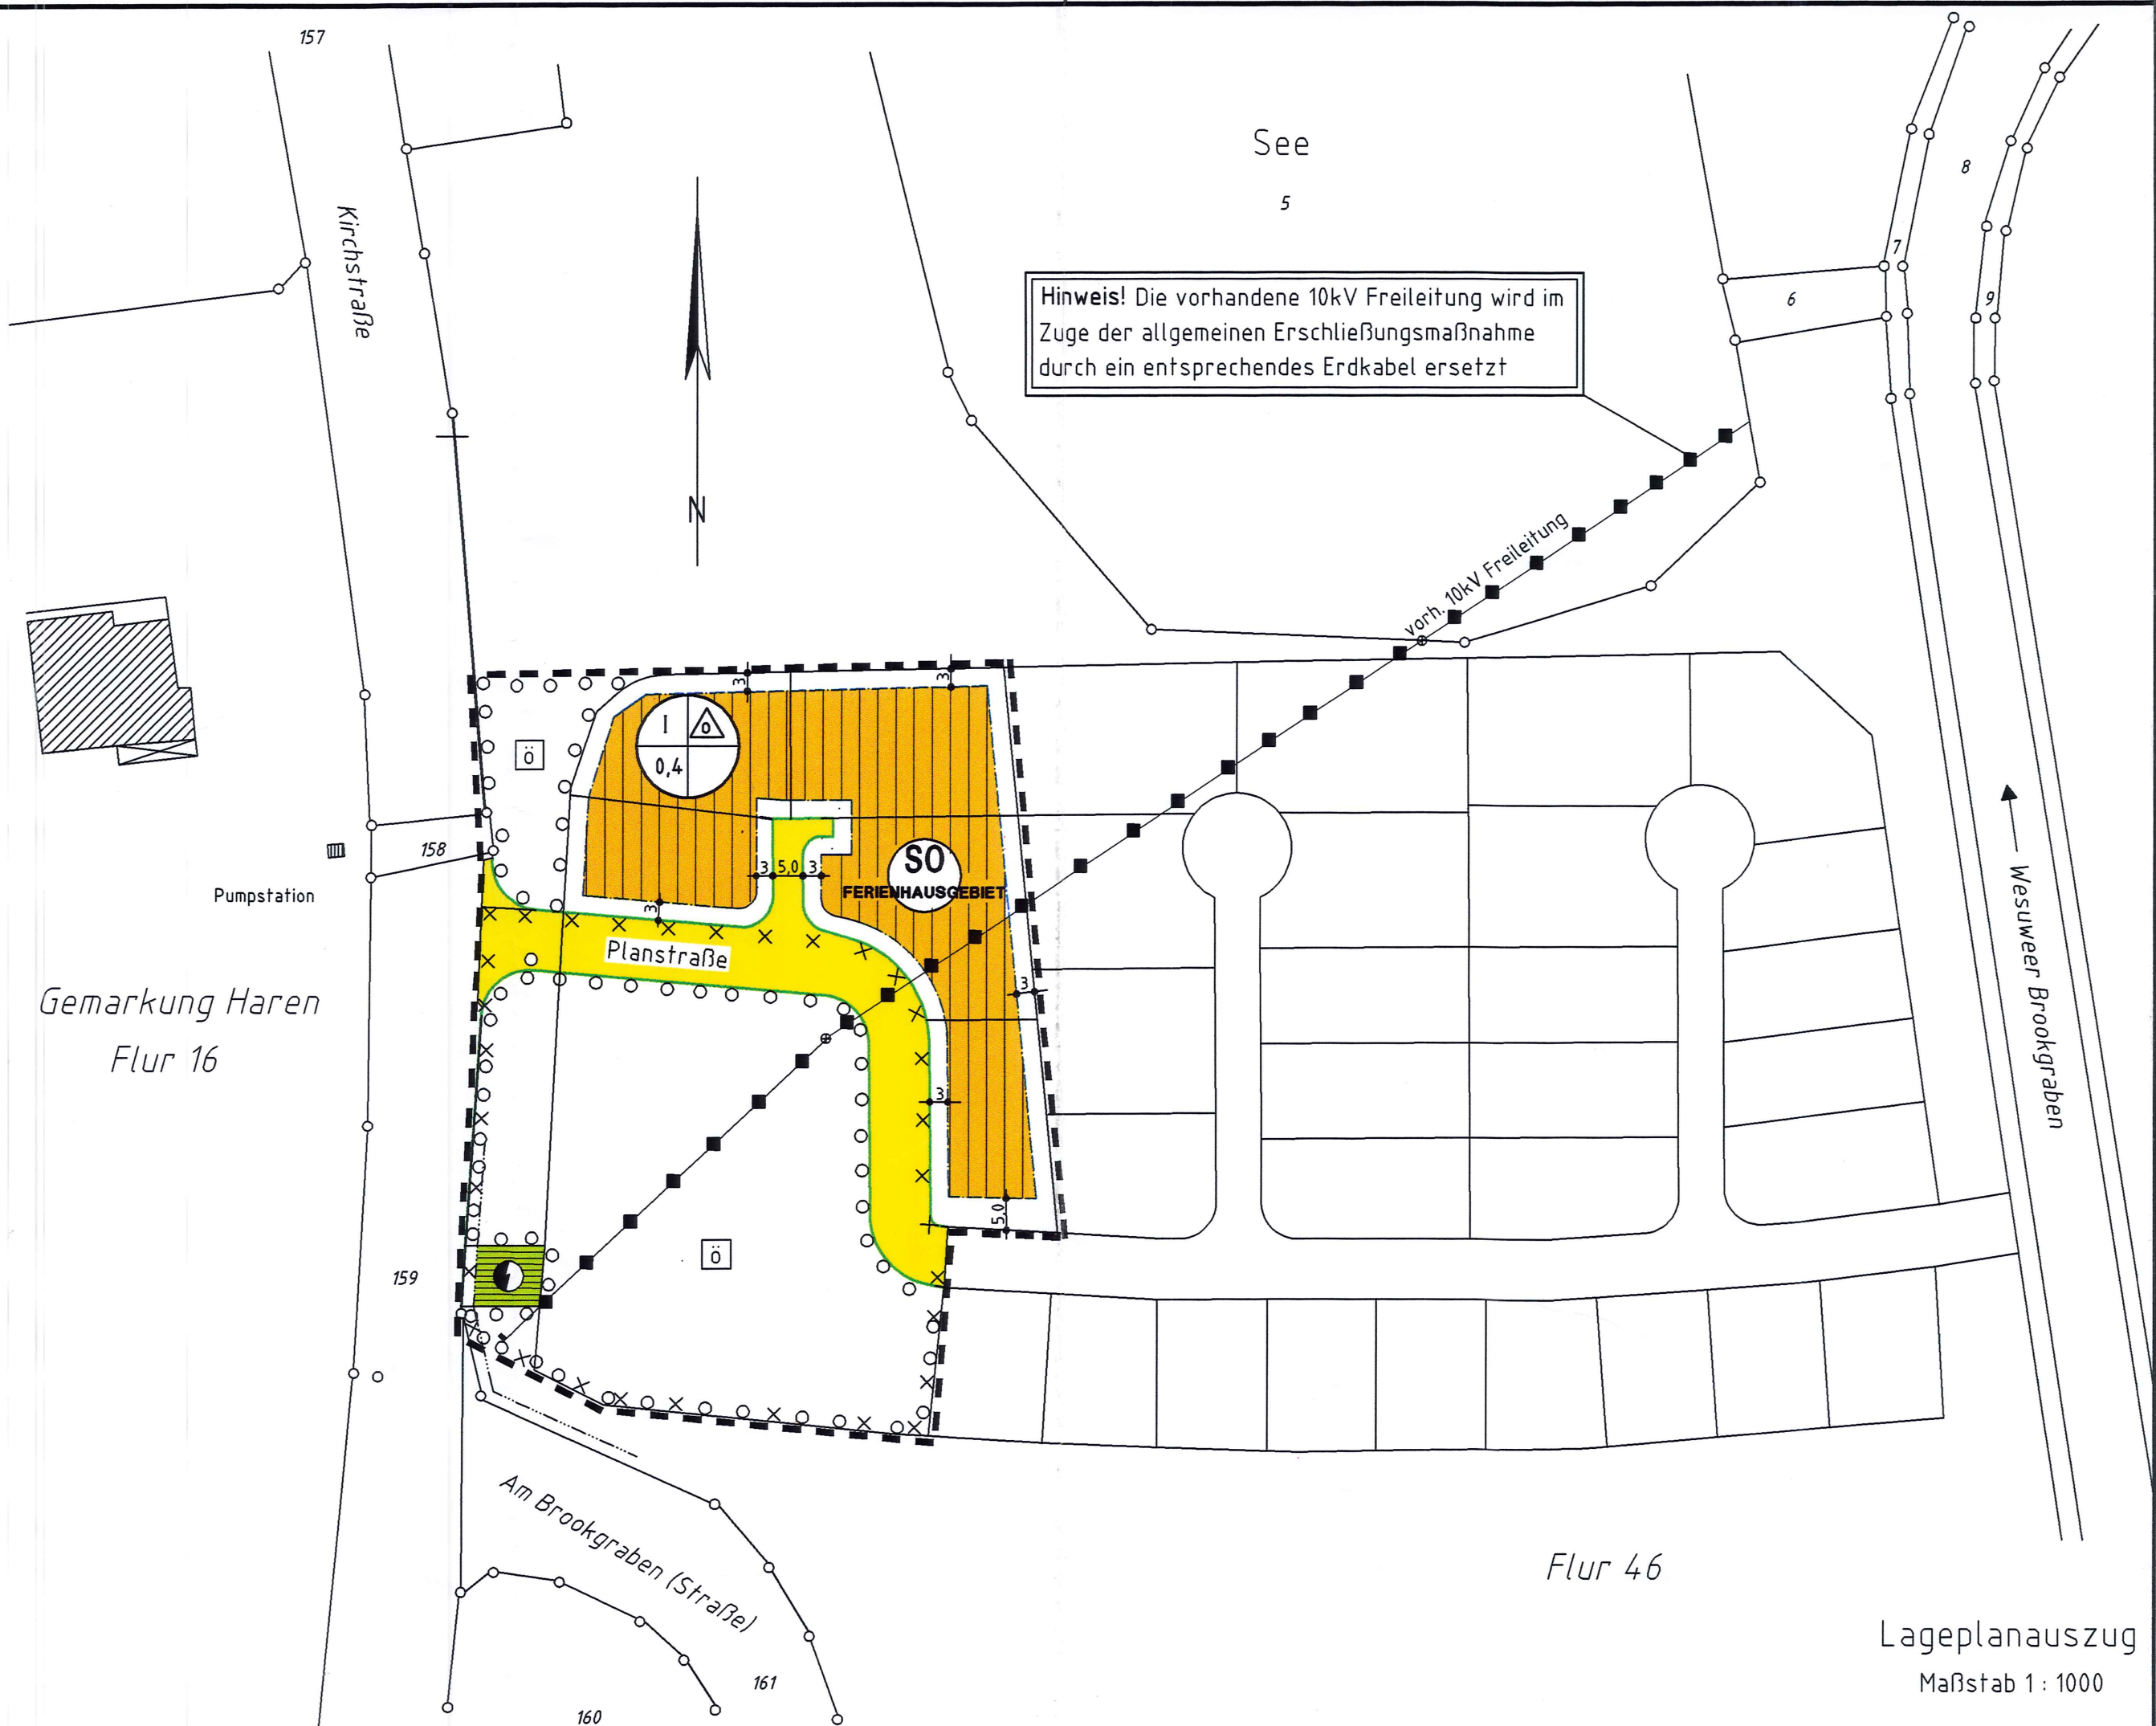 157
See
5
8
Kirchstraße
7
6
9
Hinweis! Die vorhandene 10kV Freileitung wird im
Zuge der allgemeinen Erschließungsmaßnahme
durch ein entsprechendes Erdkabel ersetzt
N
vorh. 10kV Freileitung
3
3
I
o
0,4
ö
158
Pumpstation
SO
FERIENHAUSGEBIET
3
5,0
3
3
Planstraße
3
Wesuweer Brookgraben
Gemarkung Haren
Flur 16
3
5,0
ö
159
Am Brookgraben (Straße)
Flur 46
161
160
Lageplanauszug
Maßstab 1 : 1000